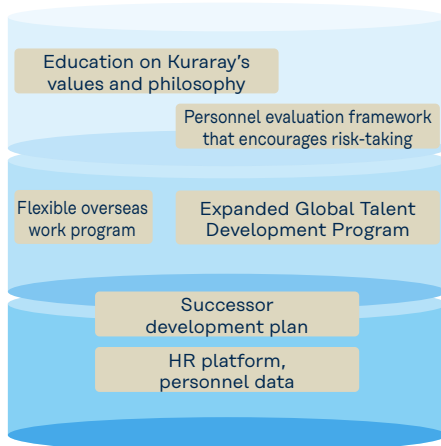 Education on Kuraray's
values and philosophy
Personnel evaluation framework
that encourages risk-taking
Flexible overseas
work program
Expanded Global Talent
Development Program
Successor
development plan
HR platform,
personnel data